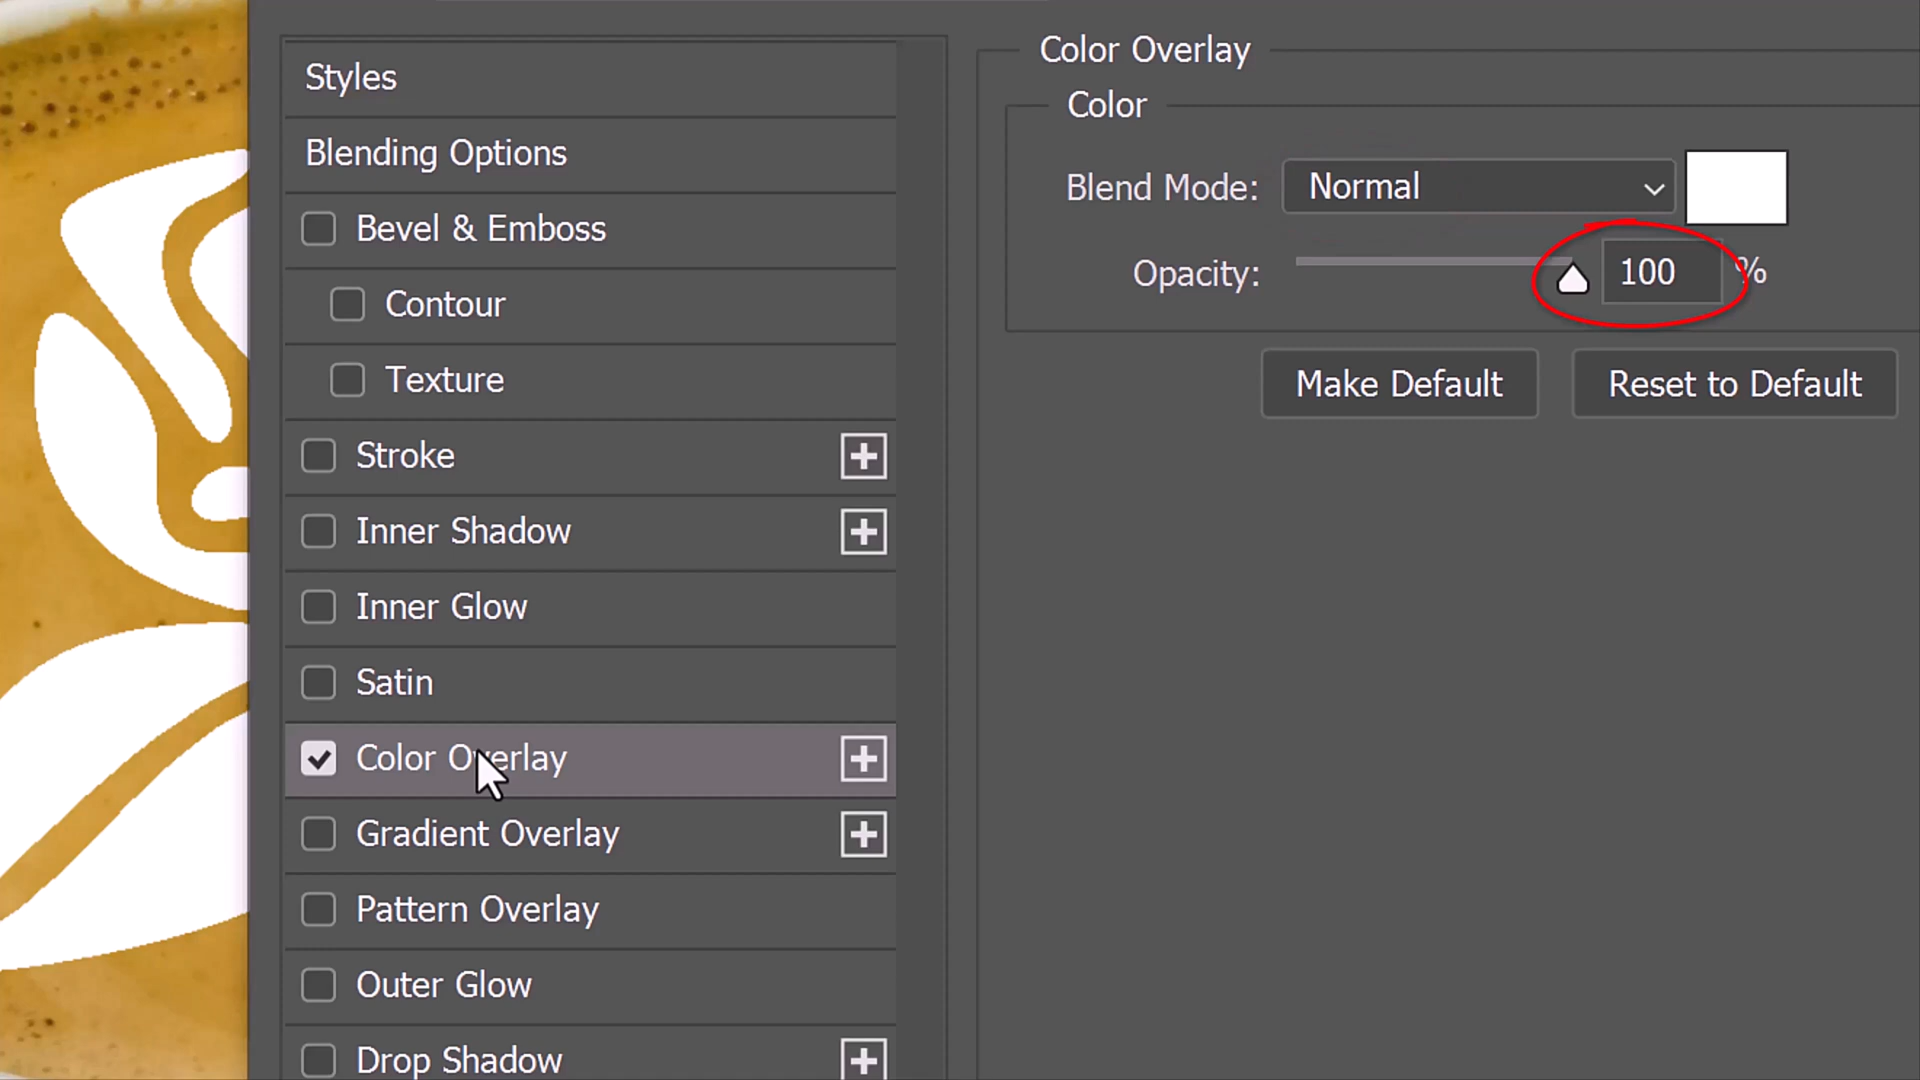 Styles
Blending Options
Bevel & Emboss
Contour
Texture
Stroke
Inner Shadow
Inner Glow
Satin
Color Overlay
Gradient Overlay
Pattern Overlay
Outer Glow
Drop Shadow
Color Overlay
Color
Blend Mode: Normal
Opacity: 100 %
Make Default Reset to Default